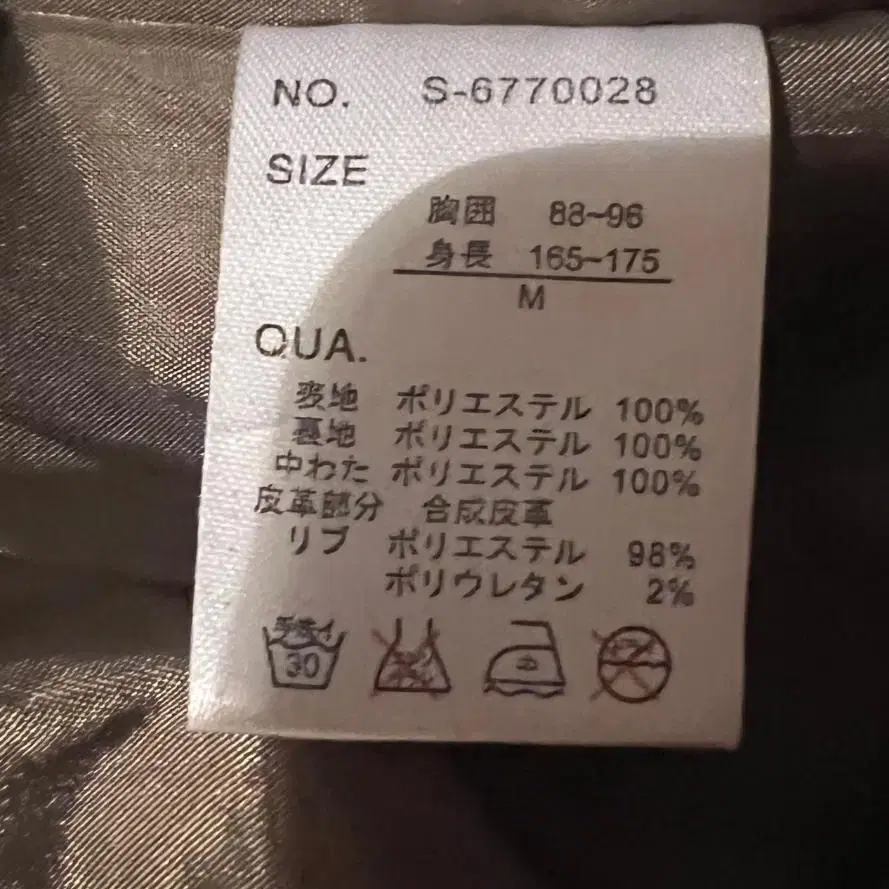 NO. S-6770028
SIZE
胸囲 88~96
身長 165~175
M
QUA.
表地 ポリエステル 100%
裏地 ポリエステル 100%
中わた ポリエステル 100%
皮革部分 合成皮革
リブ ポリエステル 98%
ポリウレタン 2%
手洗イ
30